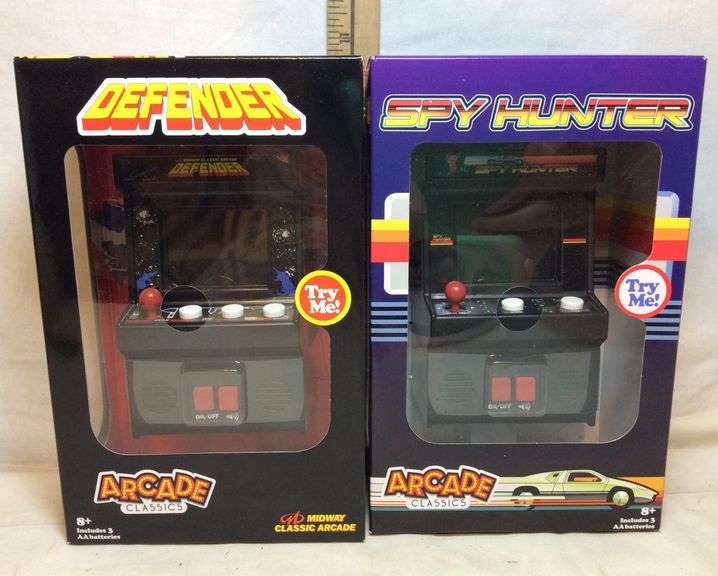 DEFENDER
DEFENDER
Try
Me!
ON/OFF
ARCADE
CLASSICS
8+
Includes 3
AA batteries
MIDWAY
CLASSIC ARCADE
SPY HUNTER
SPY HUNTER
Try
Me!
ON/OFF
ARCADE
CLASSICS
8+
Includes 3
AA batteries